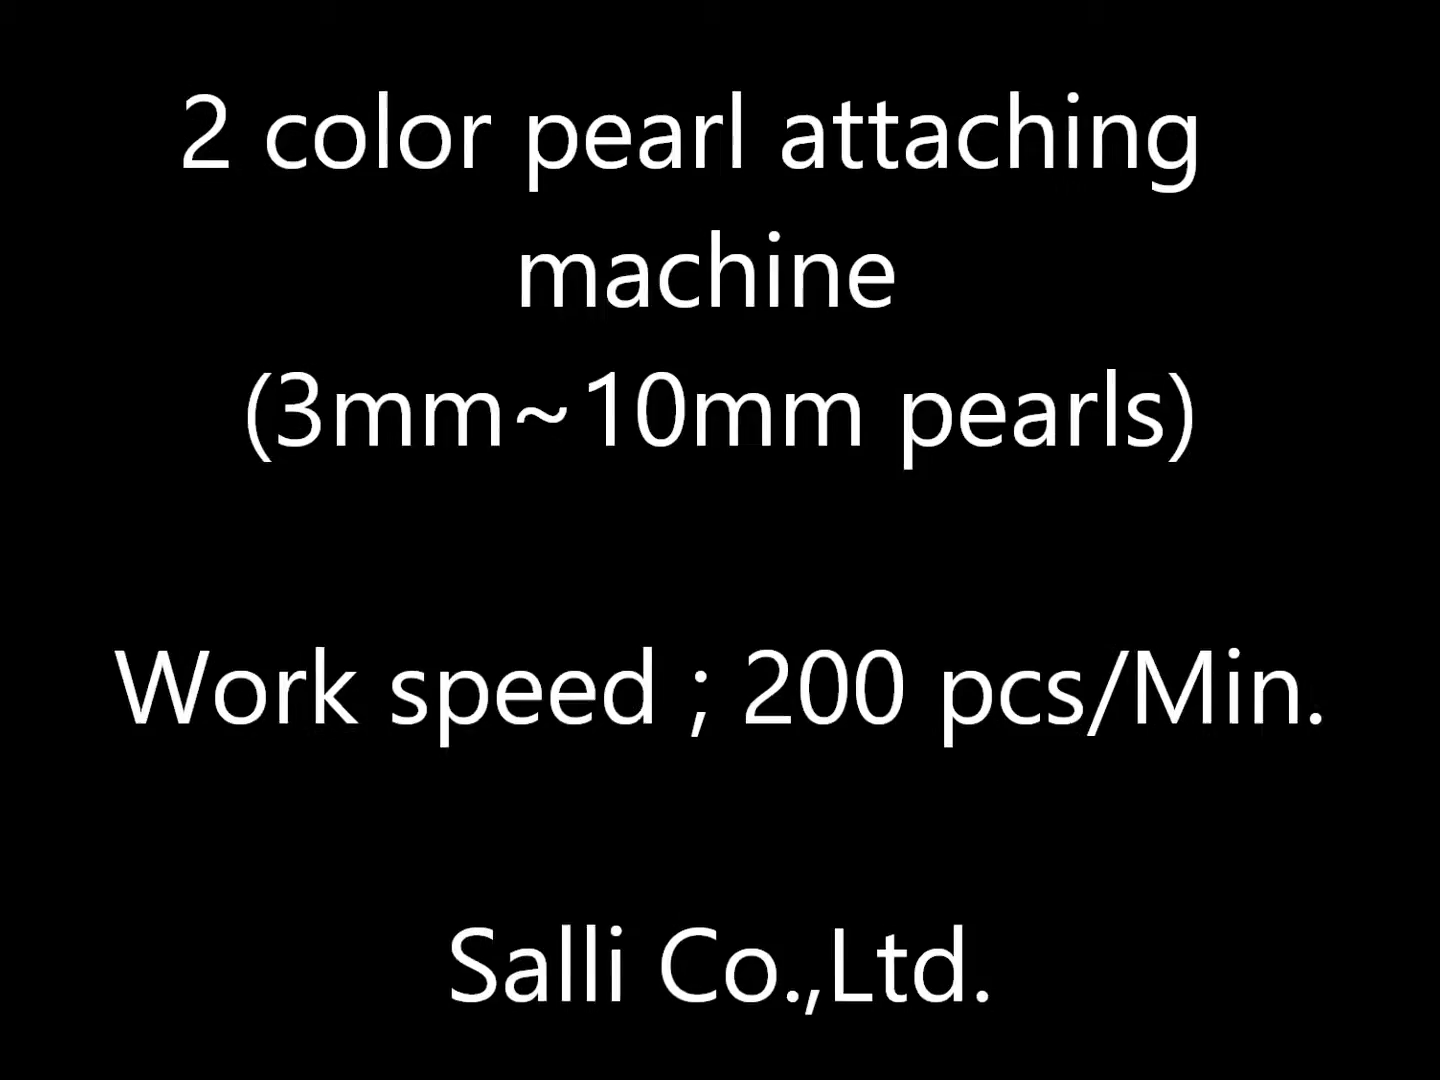 2 color pearl attaching
machine
(3mm~10mm pearls)
Work speed ; 200 pcs/Min.
Salli Co.,Ltd.